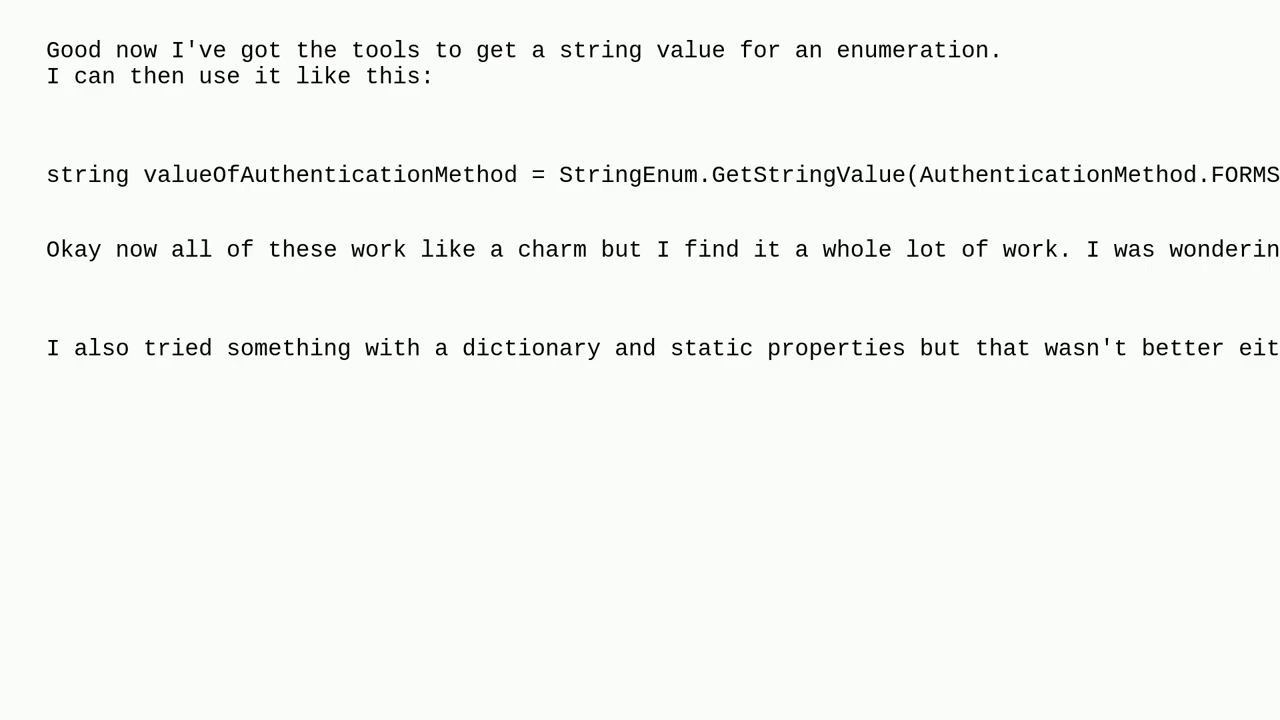 Good now I've got the tools to get a string value for an enumeration.
I can then use it like this:
string valueOfAuthenticationMethod = StringEnum.GetStringValue(AuthenticationMethod.FORMS
Okay now all of these work like a charm but I find it a whole lot of work. I was wonderin
I also tried something with a dictionary and static properties but that wasn't better eit